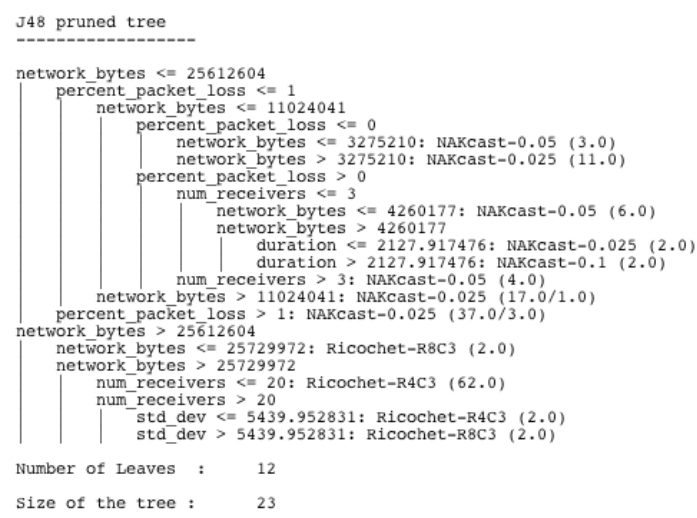 J48 pruned tree
------------------
network_bytes <= 25612604
|   percent_packet_loss <= 1
|   |   network_bytes <= 11024041
|   |   |   percent_packet_loss <= 0
|   |   |   |   network_bytes <= 3275210: NAKcast-0.05 (3.0)
|   |   |   |   network_bytes > 3275210: NAKcast-0.025 (11.0)
|   |   |   percent_packet_loss > 0
|   |   |   |   num_receivers <= 3
|   |   |   |   |   network_bytes <= 4260177: NAKcast-0.05 (6.0)
|   |   |   |   |   network_bytes > 4260177
|   |   |   |   |   |   duration <= 2127.917476: NAKcast-0.025 (2.0)
|   |   |   |   |   |   duration > 2127.917476: NAKcast-0.1 (2.0)
|   |   |   |   num_receivers > 3: NAKcast-0.05 (4.0)
|   |   network_bytes > 11024041: NAKcast-0.025 (17.0/1.0)
|   percent_packet_loss > 1: NAKcast-0.025 (37.0/3.0)
network_bytes > 25612604
|   network_bytes <= 25729972: Ricochet-R8C3 (2.0)
|   network_bytes > 25729972
|   |   num_receivers <= 20: Ricochet-R4C3 (62.0)
|   |   num_receivers > 20
|   |   |   std_dev <= 5439.952831: Ricochet-R4C3 (2.0)
|   |   |   std_dev > 5439.952831: Ricochet-R8C3 (2.0)
Number of Leaves  :     12
Size of the tree :      23